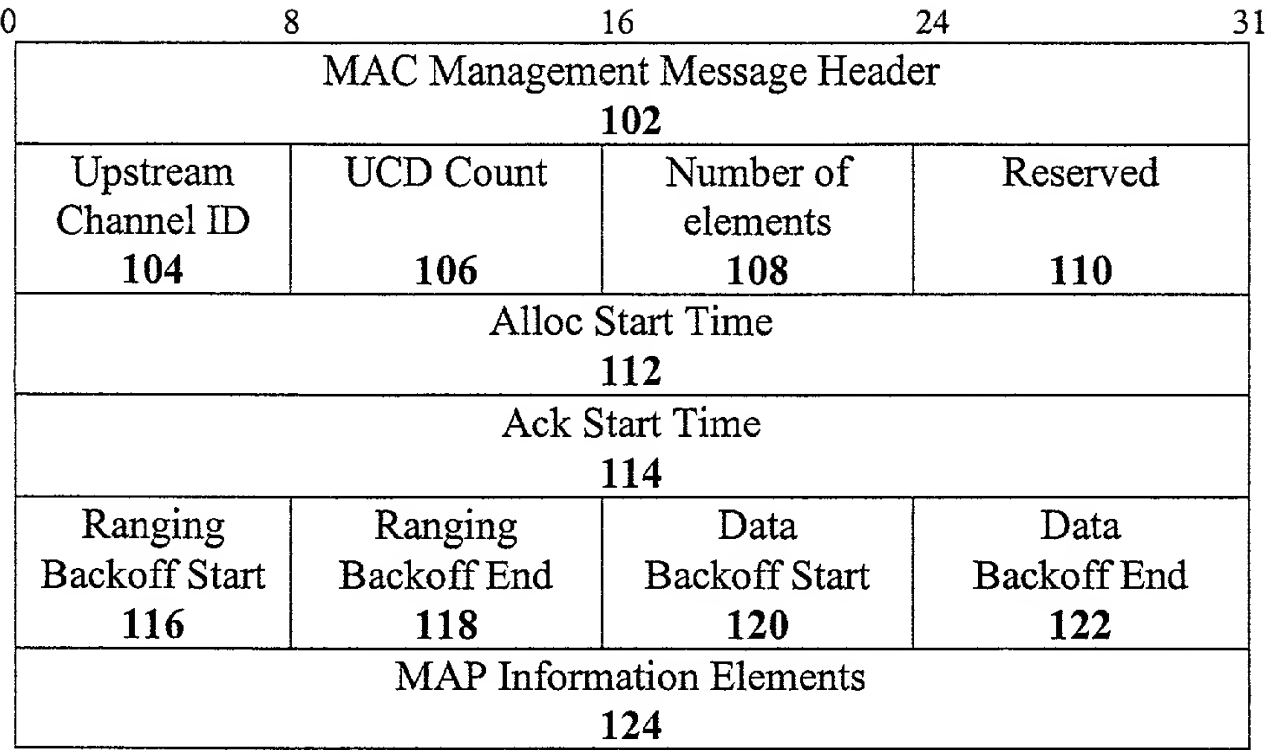 0 8 16 24 31
MAC Management Message Header
102
Upstream Channel ID 104
UCD Count 106
Number of elements 108
Reserved 110
Alloc Start Time
112
Ack Start Time
114
Ranging Backoff Start 116
Ranging Backoff End 118
Data Backoff Start 120
Data Backoff End 122
MAP Information Elements
124